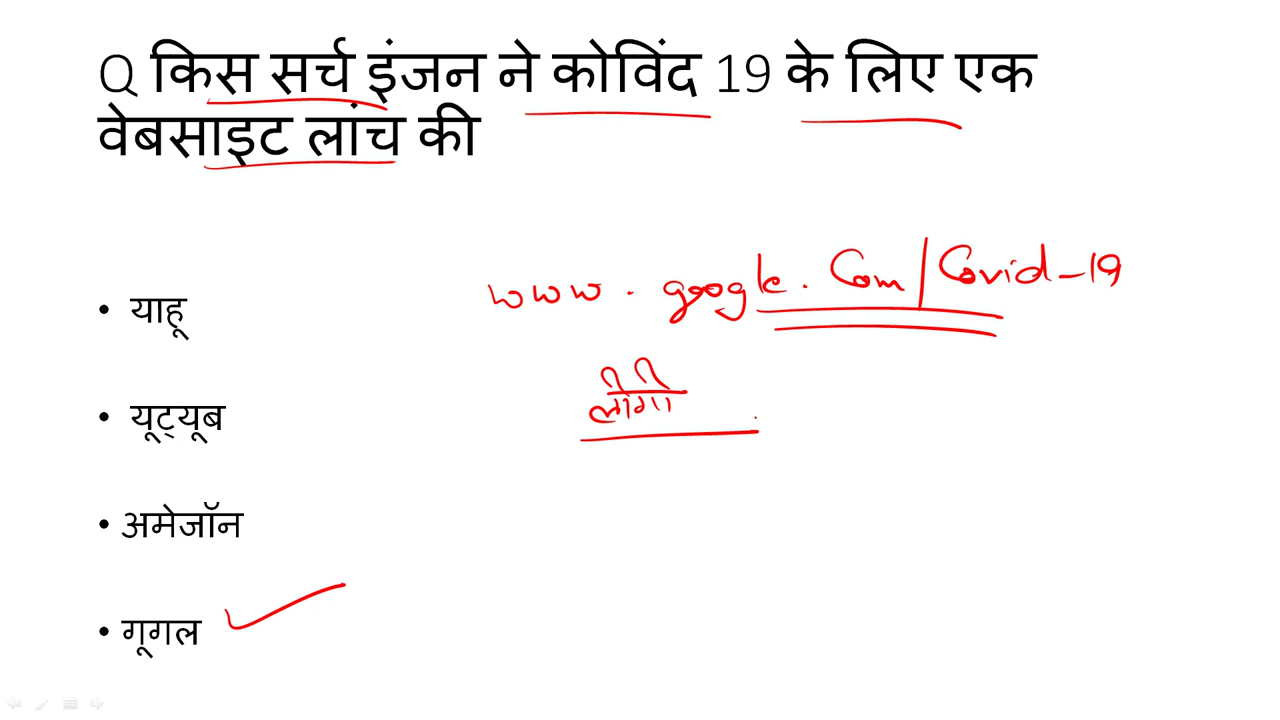 Q किस सर्च इंजन ने कोविंद 19 के लिए एक
वेबसाइट लांच की
www.google.Com/Covid-19
• याहू
• यूट्यूब
• अमेजॉन
• गूगल